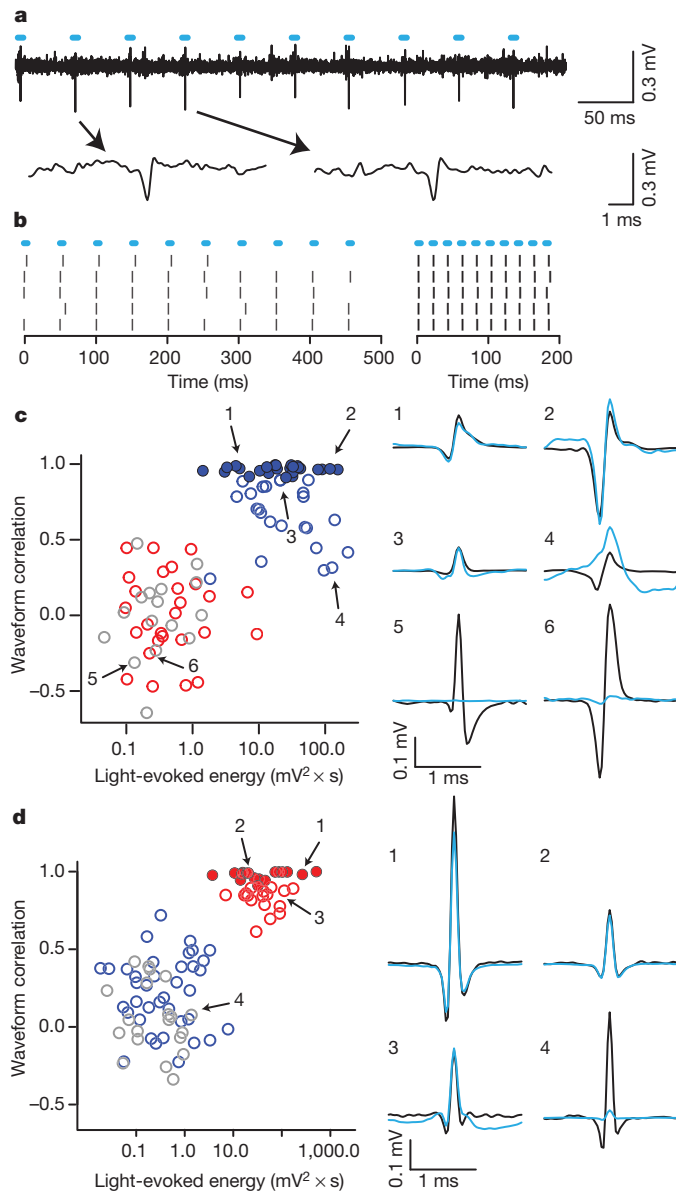 a
0.3 mV
50 ms
0.3 mV
1 ms
b
0 100 200 300 400 500
Time (ms)
0 100 200
Time (ms)
c
1.0
0.5
0.0
−0.5
Waveform correlation
0.1 1.0 10.0 100.0
Light-evoked energy (mV² × s)
1
2
3
4
5
6
1
2
3
4
5
6
0.1 mV
1 ms
d
1.0
0.5
0.0
−0.5
Waveform correlation
0.1 1.0 10.0 1,000.0
Light-evoked energy (mV² × s)
2
1
3
4
1
2
3
4
0.1 mV
1 ms